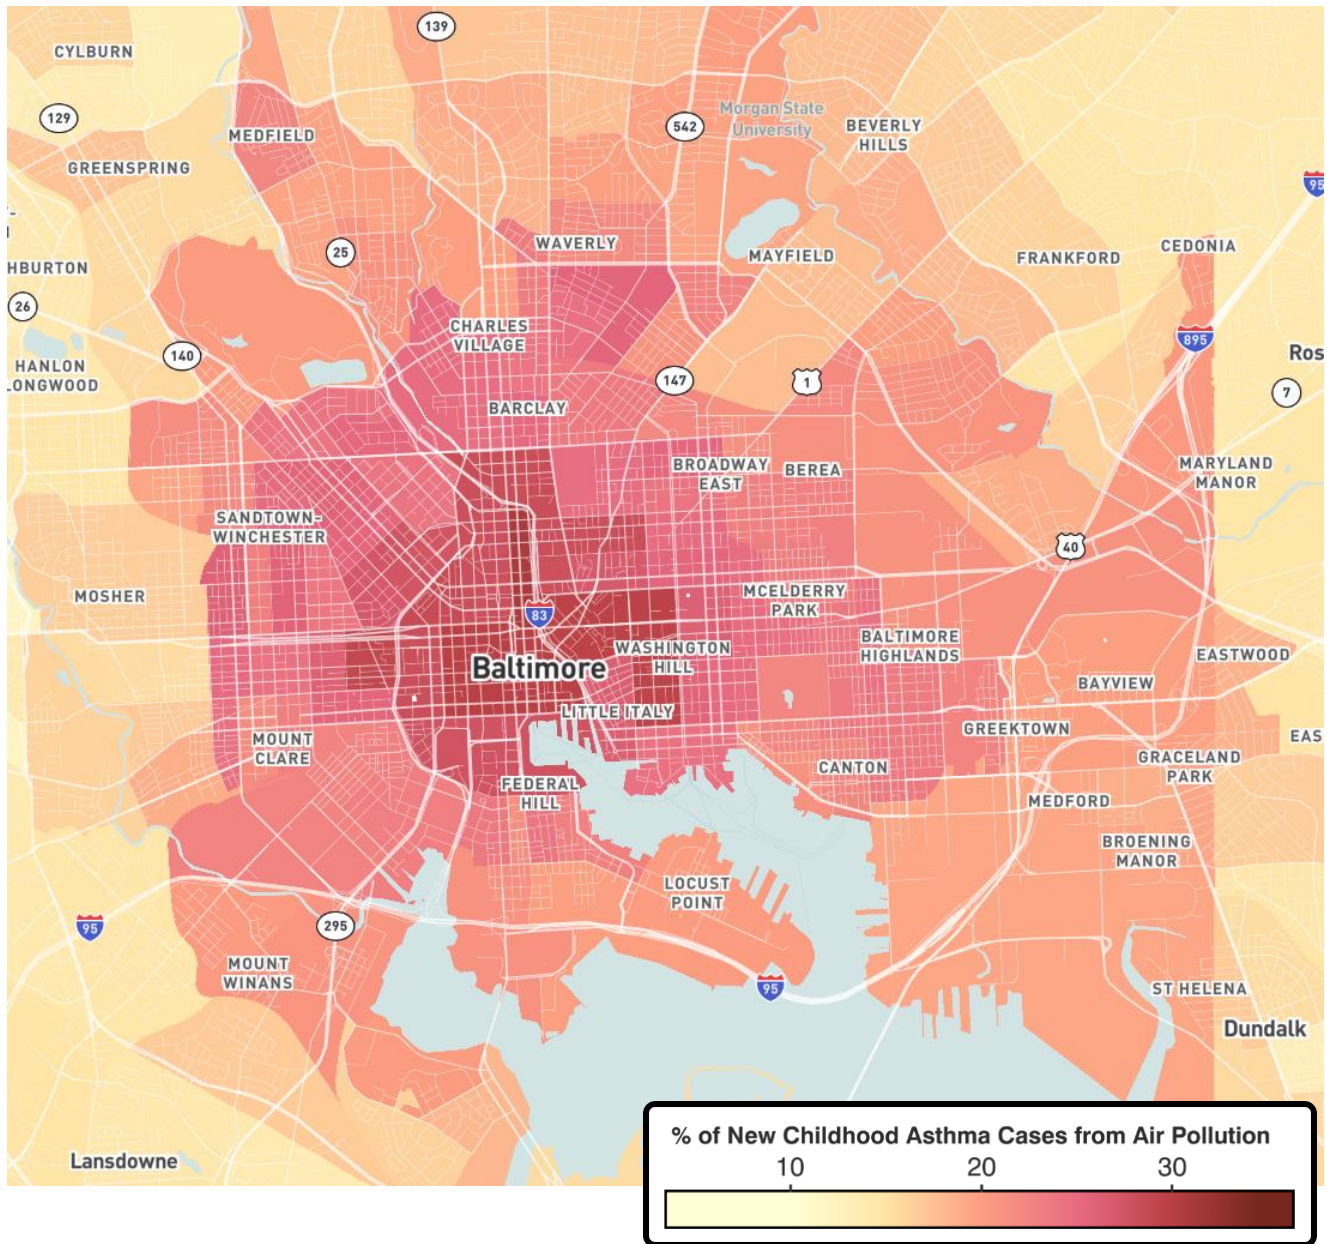 139
CYLBURN
129
MEDFIELD
GREENSPRING
542
Morgan State
University
BEVERLY
HILLS
95
25
WAVERLY
MAYFIELD
FRANKFORD
CEDONIA
HBURTON
26
CHARLES
VILLAGE
895
140
HANLON
LONGWOOD
147
1
Ros
7
BARCLAY
BROADWAY
EAST
BEREA
MARYLAND
MANOR
SANDTOWN-
WINCHESTER
40
MOSHER
83
MCELDERRY
PARK
Baltimore
WASHINGTON
HILL
BALTIMORE
HIGHLANDS
EASTWOOD
BAYVIEW
LITTLE ITALY
MOUNT
CLARE
GREEKTOWN
EAS
FEDERAL
HILL
CANTON
GRACELAND
PARK
MEDFORD
BROENING
MANOR
LOCUST
POINT
95
295
MOUNT
WINANS
95
ST HELENA
Dundalk
Lansdowne
% of New Childhood Asthma Cases from Air Pollution
10 20 30